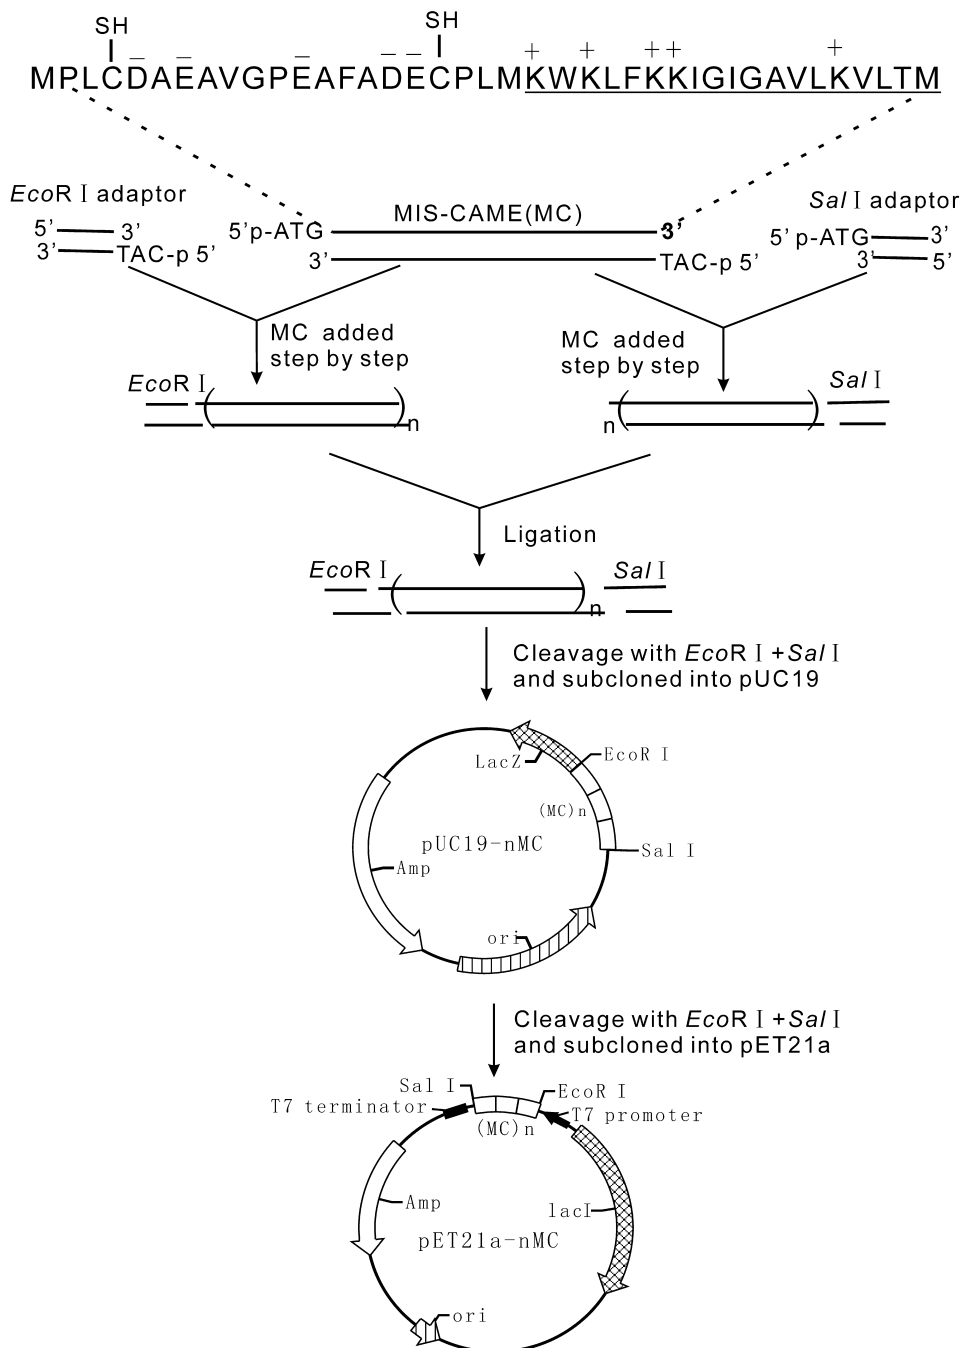 SH SH
– – – – – + + + + +
MPLCDAEAVGPEAFADECPLMKWKLFKKIGIGAVLKVLTM
EcoR I adaptor
5’ 3’
3’ TAC-p 5’
MIS-CAME(MC)
5’p-ATG 3’
3’ TAC-p 5’
Sal I adaptor
5’ p-ATG 3’
3’ 5’
MC added
step by step
MC added
step by step
EcoR I
( ) n
Sal I
n ( )
Ligation
EcoR I ( ) n Sal I
Cleavage with EcoR I +Sal I
and subcloned into pUC19
LacZ
EcoR I
(MC)n
pUC19-nMC
Sal I
Amp
ori
Cleavage with EcoR I +Sal I
and subcloned into pET21a
Sal I
EcoR I
T7 terminator
T7 promoter
(MC)n
Amp
lacI
pET21a-nMC
ori